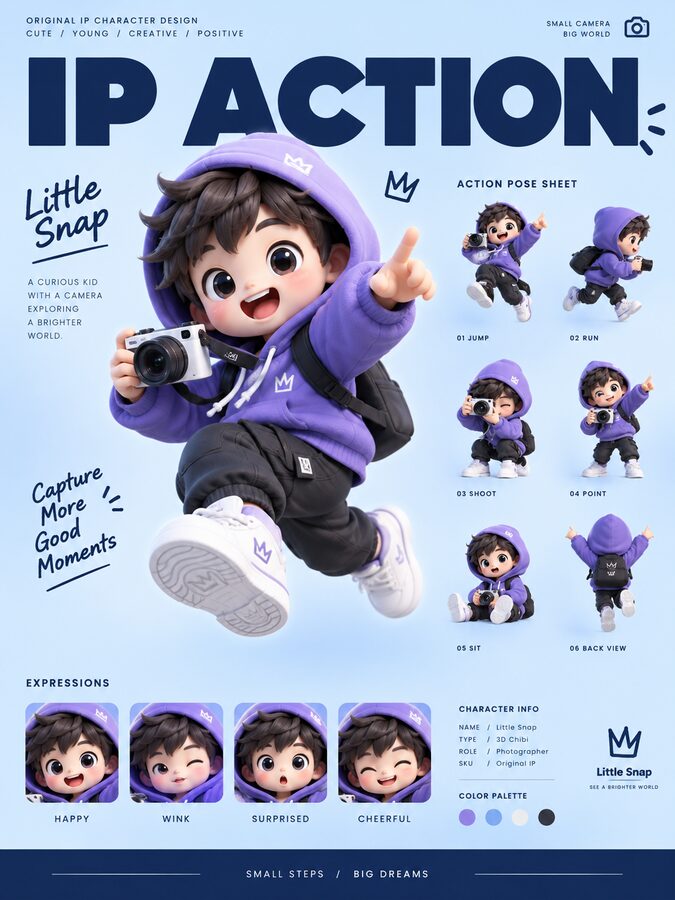 ORIGINAL IP CHARACTER DESIGN
CUTE / YOUNG / CREATIVE / POSITIVE
SMALL CAMERA
BIG WORLD
IP ACTION
Little
Snap
A CURIOUS KID
WITH A CAMERA
EXPLORING
A BRIGHTER
WORLD.
Capture
More
Good
Moments
ACTION POSE SHEET
01 JUMP
02 RUN
03 SHOOT
04 POINT
05 SIT
06 BACK VIEW
EXPRESSIONS
HAPPY
WINK
SURPRISED
CHEERFUL
CHARACTER INFO
NAME / Little Snap
TYPE / 3D Chibi
ROLE / Photographer
SKU / Original IP
COLOR PALETTE
Little Snap
SEE A BRIGHTER WORLD
SMALL STEPS / BIG DREAMS